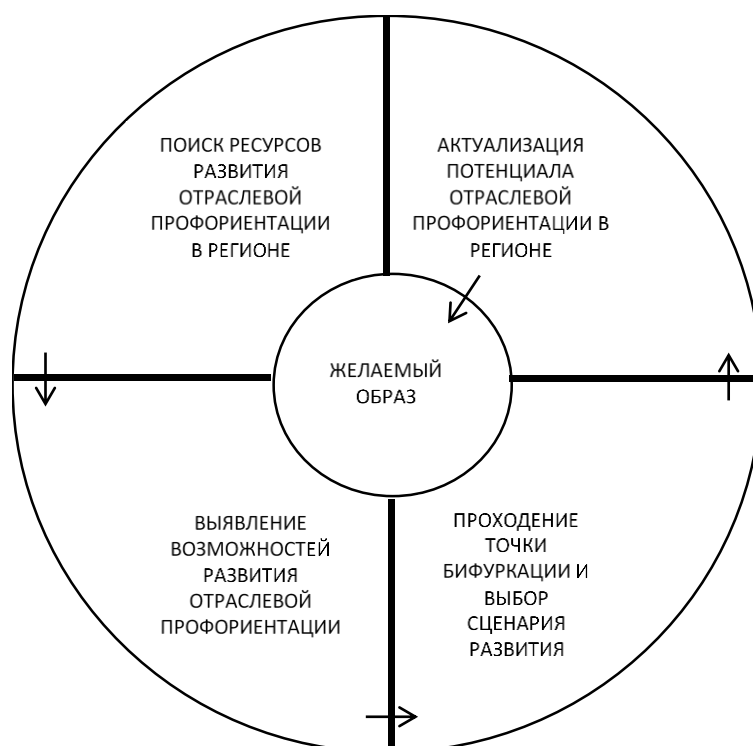 ПОИСК РЕСУРСОВ
РАЗВИТИЯ
ОТРАСЛЕВОЙ
ПРОФОРИЕНТАЦИИ
В РЕГИОНЕ
АКТУАЛИЗАЦИЯ
ПОТЕНЦИАЛА
ОТРАСЛЕВОЙ
ПРОФОРИЕНТАЦИИ В
РЕГИОНЕ
ЖЕЛАЕМЫЙ
ОБРАЗ
ВЫЯВЛЕНИЕ
ВОЗМОЖНОСТЕЙ
РАЗВИТИЯ
ОТРАСЛЕВОЙ
ПРОФОРИЕНТАЦИИ
ПРОХОДЕНИЕ
ТОЧКИ
БИФУРКАЦИИ И
ВЫБОР
СЦЕНАРИЯ
РАЗВИТИЯ